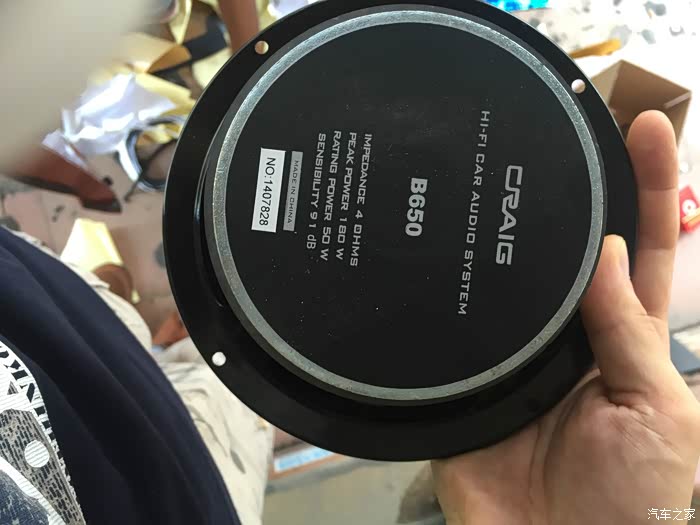 CRAIG
HI-FI CAR AUDIO SYSTEM
B650
IMPEDANCE 4 OHMS
PEAK POWER 180 W
RATING POWER 50 W
SENSIBILITY 91 dB
MADE IN CHINA
NO:1407828
汽车之家